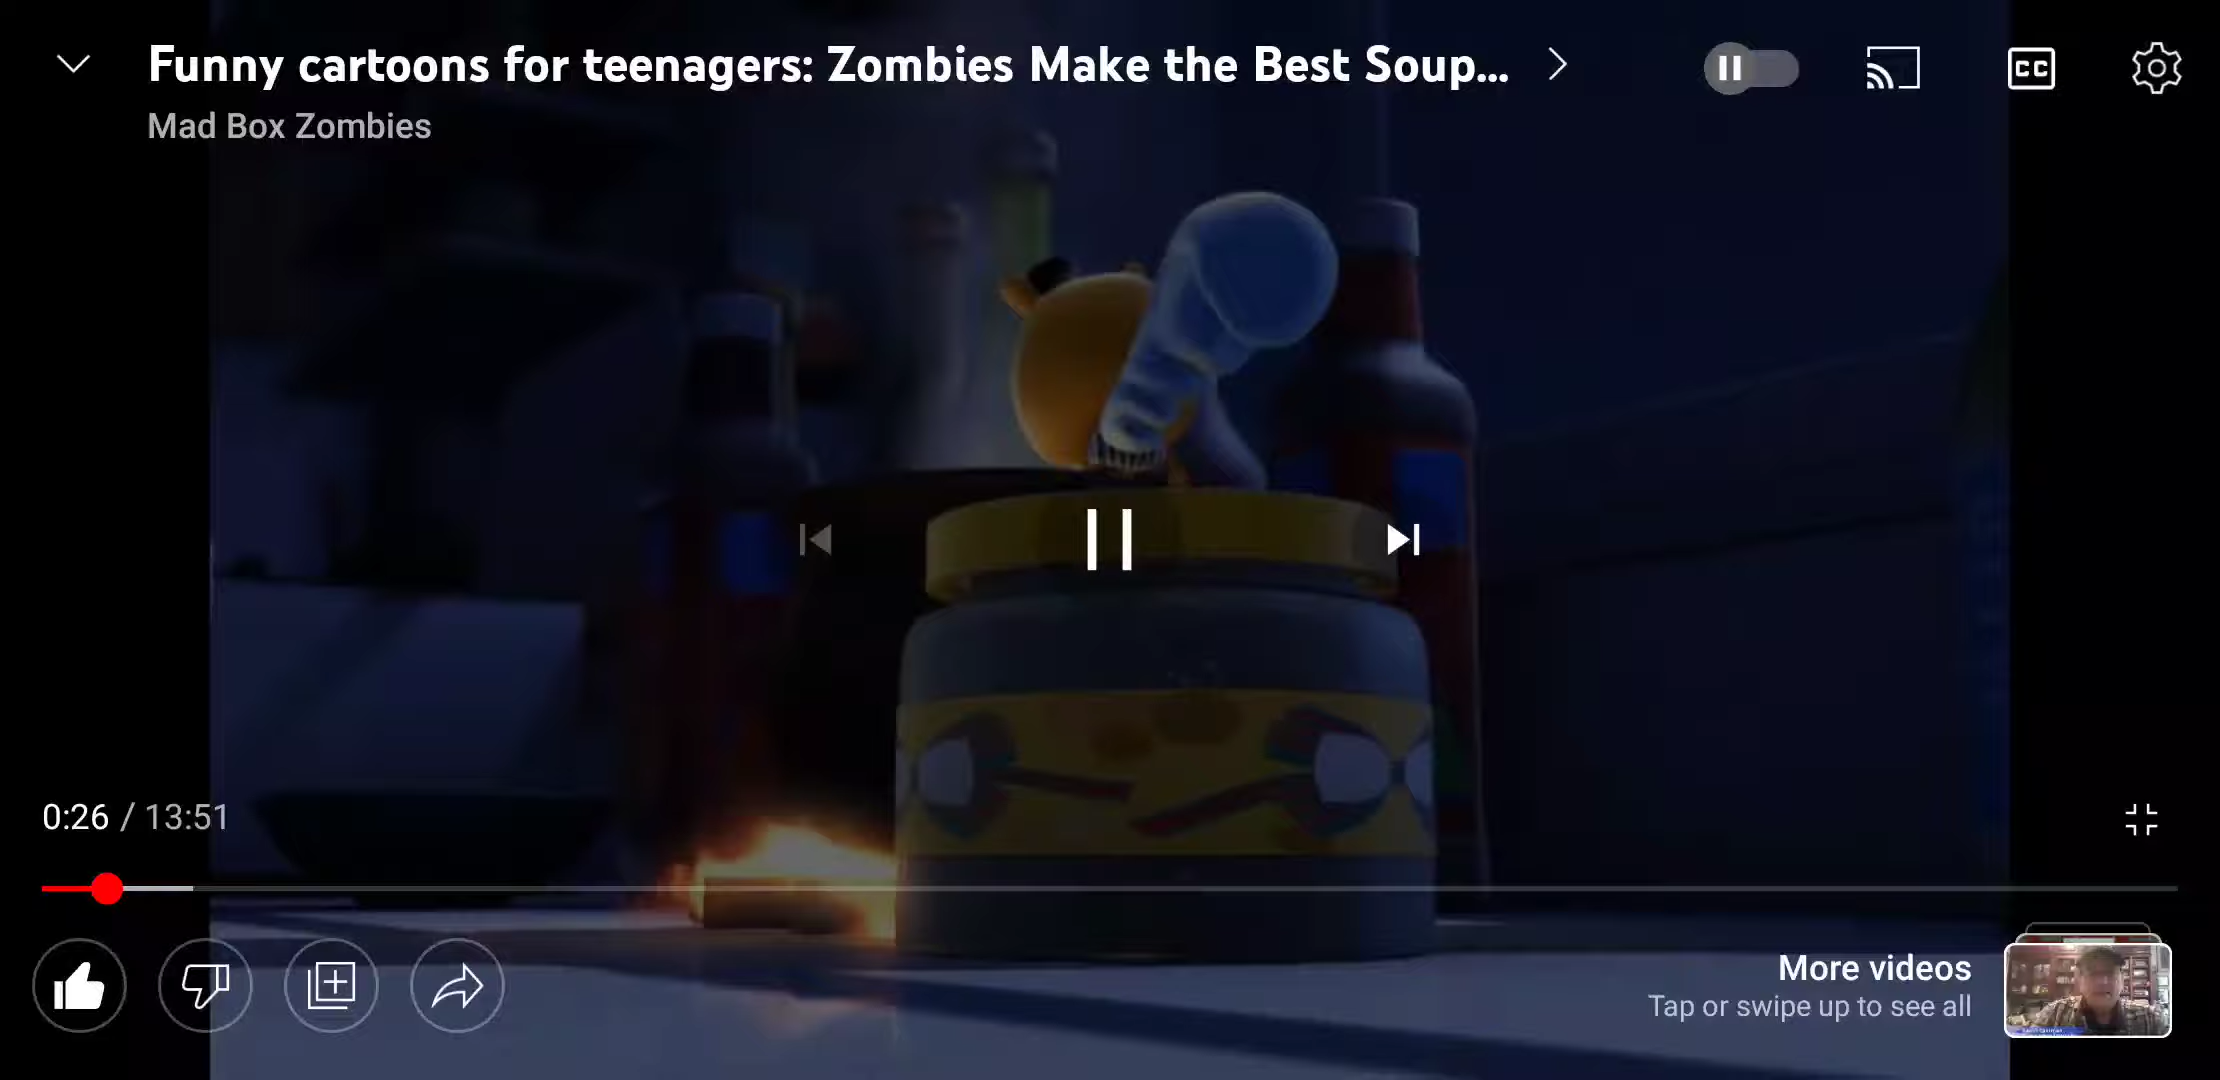 Funny cartoons for teenagers: Zombies Make the Best Soup...
Mad Box Zombies
CC
0:26 / 13:51
More videos
Tap or swipe up to see all